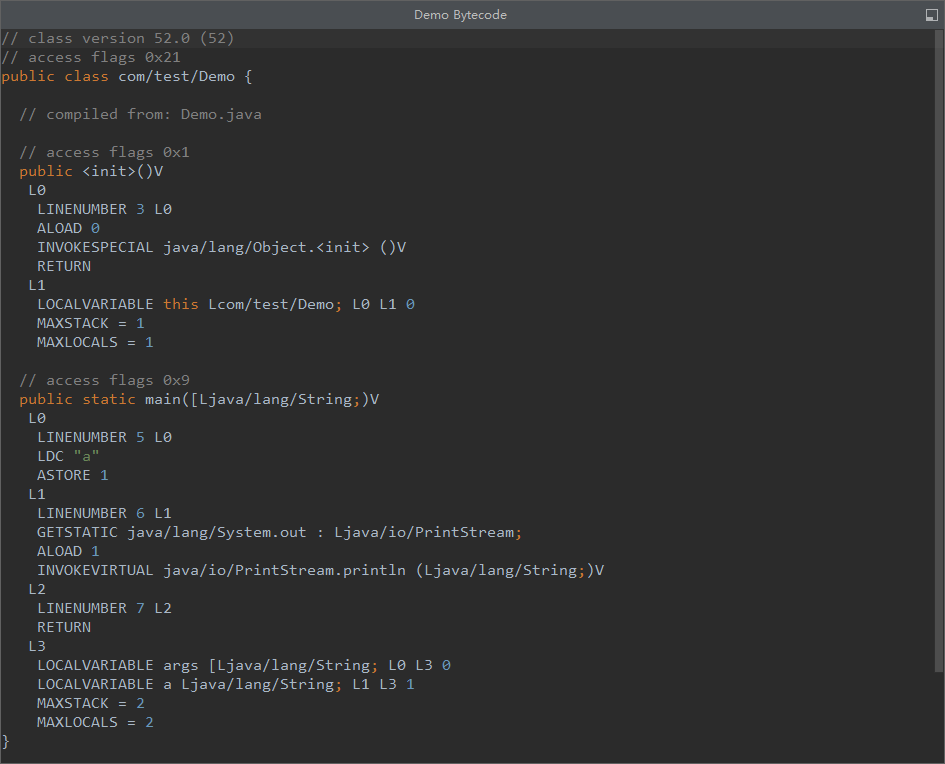 Demo Bytecode
// class version 52.0 (52)
// access flags 0x21
public class com/test/Demo {
// compiled from: Demo.java
// access flags 0x1
public <init>()V
L0
LINENUMBER 3 L0
ALOAD 0
INVOKESPECIAL java/lang/Object.<init> ()V
RETURN
L1
LOCALVARIABLE this Lcom/test/Demo; L0 L1 0
MAXSTACK = 1
MAXLOCALS = 1
// access flags 0x9
public static main([Ljava/lang/String;)V
L0
LINENUMBER 5 L0
LDC "a"
ASTORE 1
L1
LINENUMBER 6 L1
GETSTATIC java/lang/System.out : Ljava/io/PrintStream;
ALOAD 1
INVOKEVIRTUAL java/io/PrintStream.println (Ljava/lang/String;)V
L2
LINENUMBER 7 L2
RETURN
L3
LOCALVARIABLE args [Ljava/lang/String; L0 L3 0
LOCALVARIABLE a Ljava/lang/String; L1 L3 1
MAXSTACK = 2
MAXLOCALS = 2
}